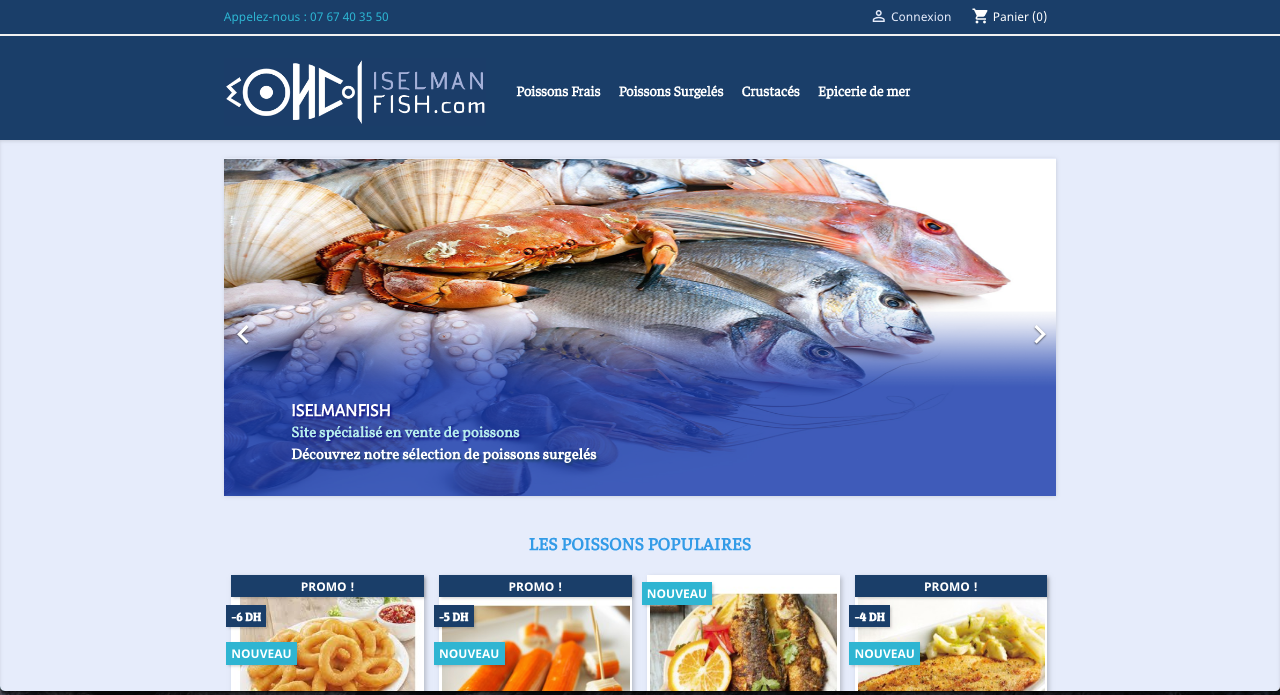 Appelez-nous : 07 67 40 35 50
Connexion
Panier (0)
ISELMAN
FISH.com
Poissons Frais
Poissons Surgelés
Crustacés
Epicerie de mer
ISELMANFISH
Site spécialisé en vente de poissons
Découvrez notre sélection de poissons surgelés
LES POISSONS POPULAIRES
PROMO !
-6 DH
NOUVEAU
PROMO !
-5 DH
NOUVEAU
NOUVEAU
PROMO !
-4 DH
NOUVEAU